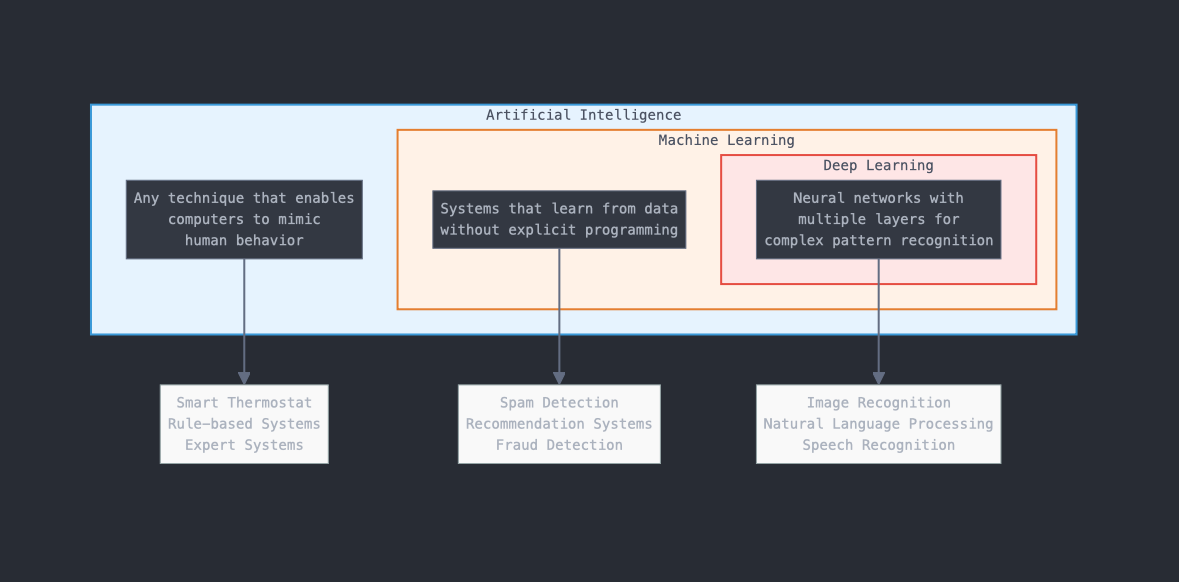 Artificial Intelligence
Machine Learning
Deep Learning
Any technique that enables
computers to mimic
human behavior
Systems that learn from data
without explicit programming
Neural networks with
multiple layers for
complex pattern recognition
Smart Thermostat
Rule-based Systems
Expert Systems
Spam Detection
Recommendation Systems
Fraud Detection
Image Recognition
Natural Language Processing
Speech Recognition